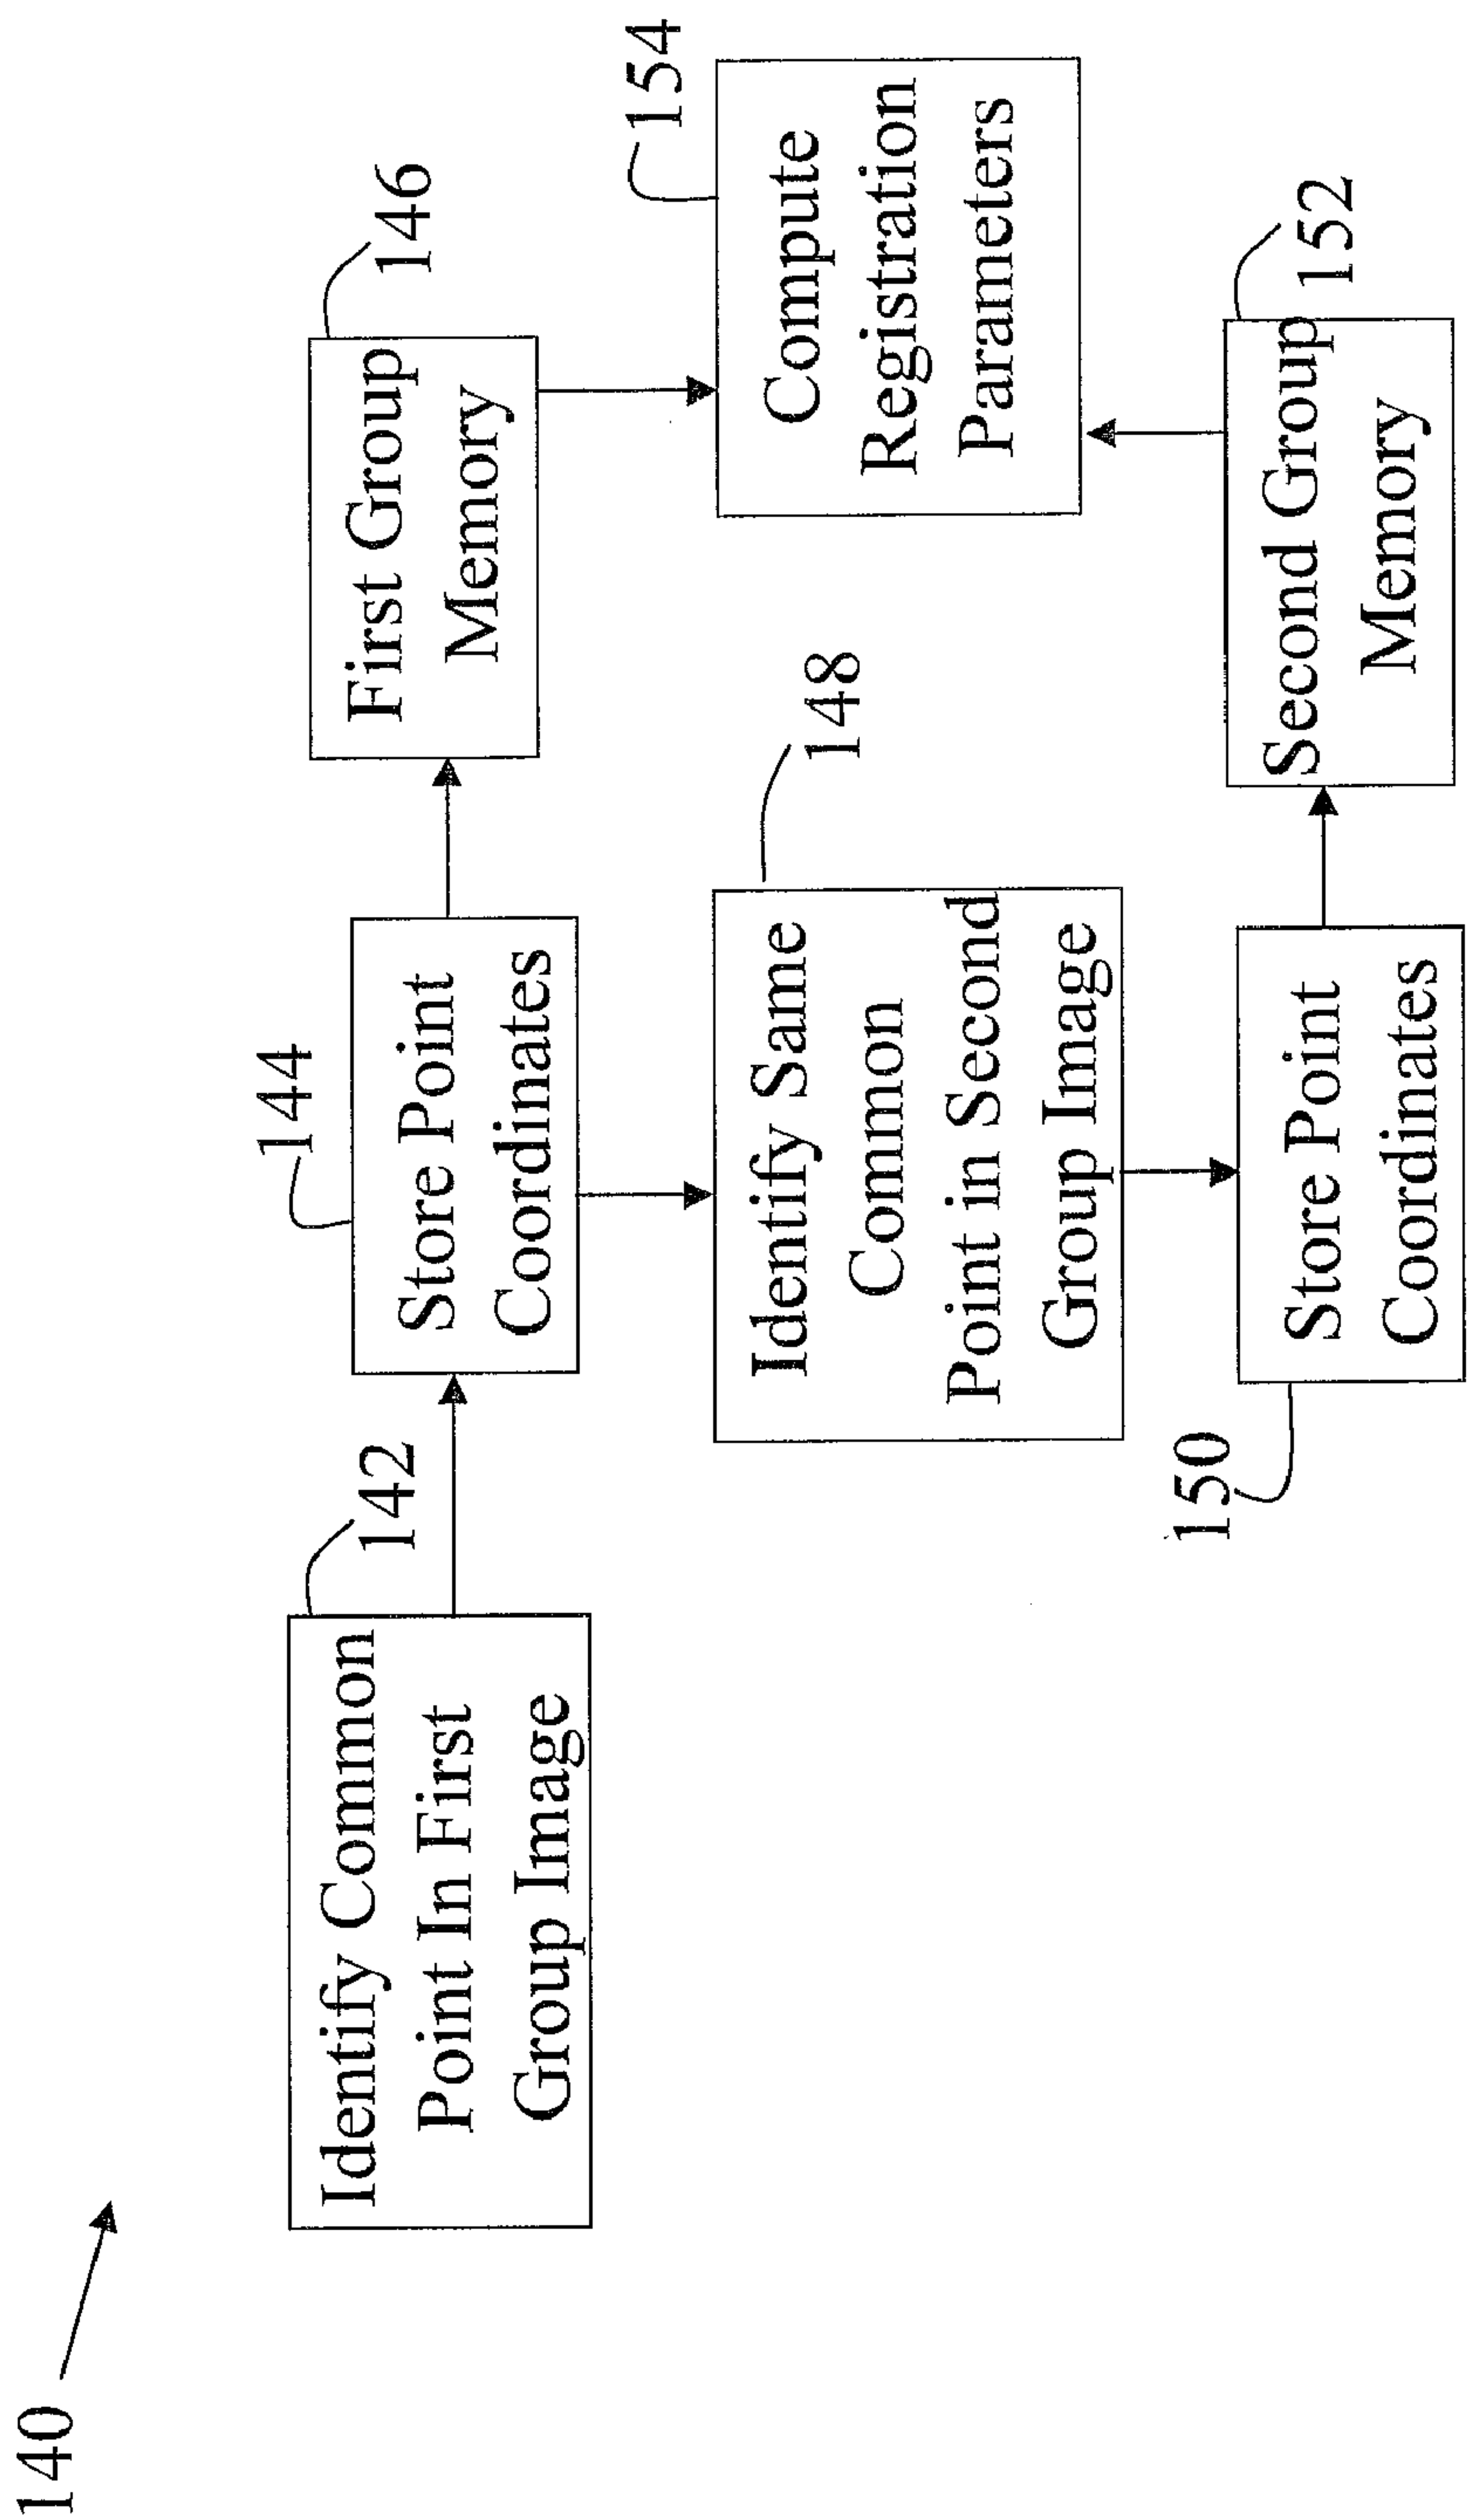 140
142
Identify Common
Point In First
Group Image
144
Store Point
Coordinates
146
First Group
Memory
148
Identify Same
Common
Point in Second
Group Image
154
Compute
Registration
Parameters
150
Store Point
Coordinates
152
Second Group
Memory